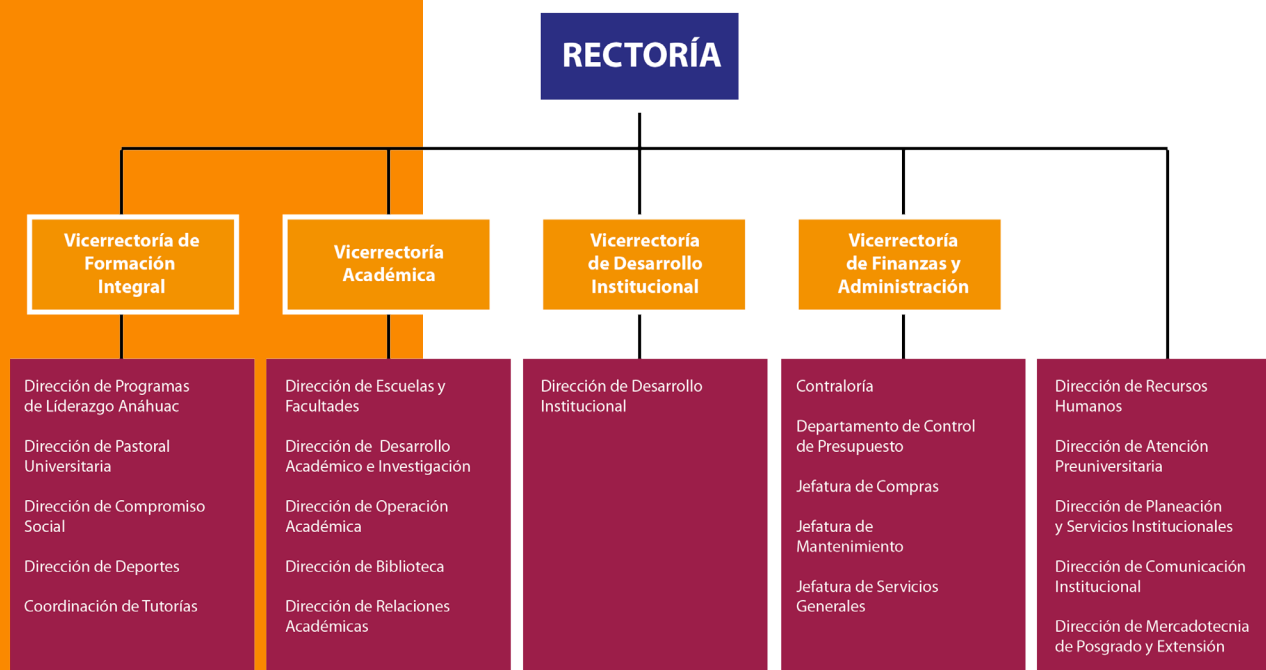 RECTORÍA
Vicerrectoría de
Formación
Integral
Vicerrectoría
Académica
Vicerrectoría
de Desarrollo
Institucional
Vicerrectoría
de Finanzas y
Administración
Dirección de Programas
de Líderazgo Anáhuac
Dirección de Pastoral
Universitaria
Dirección de Compromiso
Social
Dirección de Deportes
Coordinación de Tutorías
Dirección de Escuelas y
Facultades
Dirección de  Desarrollo
Académico e Investigación
Dirección de Operación
Académica
Dirección de Biblioteca
Dirección de Relaciones
Académicas
Dirección de Desarrollo
Institucional
Contraloría
Departamento de Control
de Presupuesto
Jefatura de Compras
Jefatura de
Mantenimiento
Jefatura de Servicios
Generales
Dirección de Recursos
Humanos
Dirección de Atención
Preuniversitaria
Dirección de Planeación
y Servicios Institucionales
Dirección de Comunicación
Institucional
Dirección de Mercadotecnia
de Posgrado y Extensión